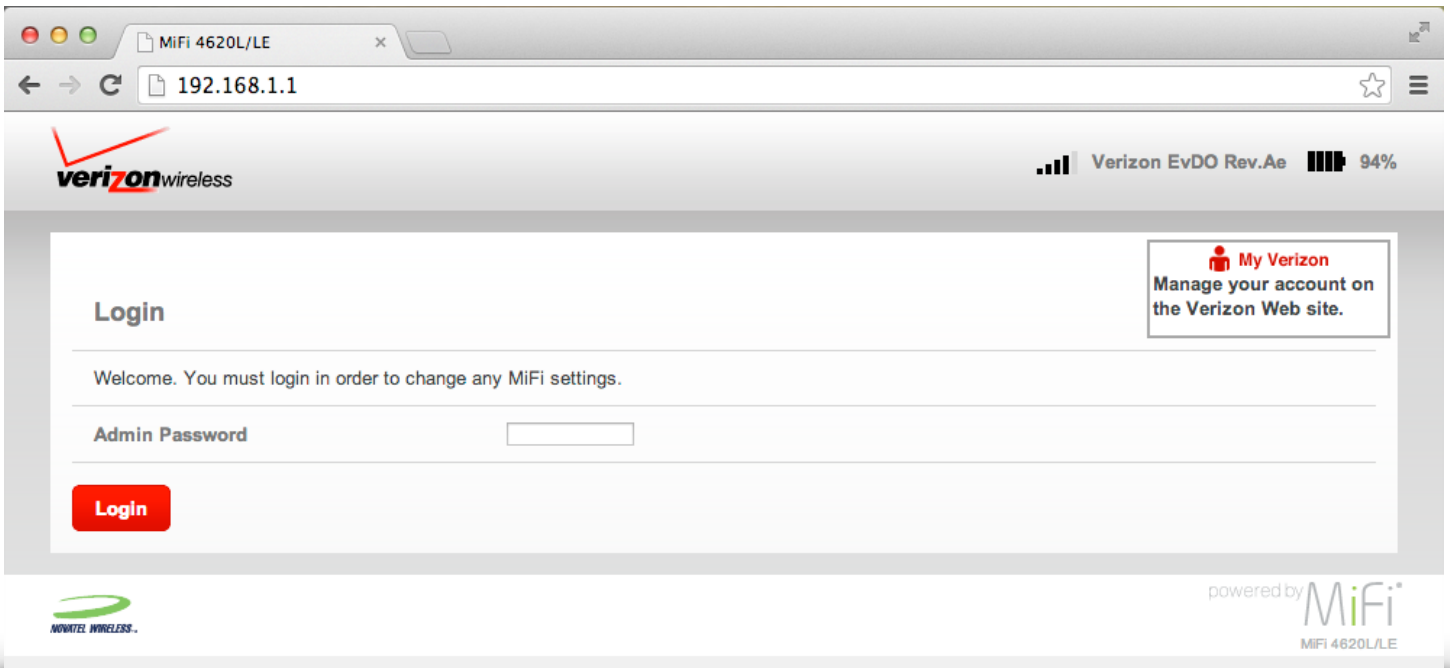 MiFi 4620L/LE
192.168.1.1
verizonwireless
Verizon EvDO Rev.Ae 94%
My Verizon
Manage your account on
the Verizon Web site.
Login
Welcome. You must login in order to change any MiFi settings.
Admin Password
Login
NOVATEL WIRELESS
powered by MiFi
MiFi 4620L/LE